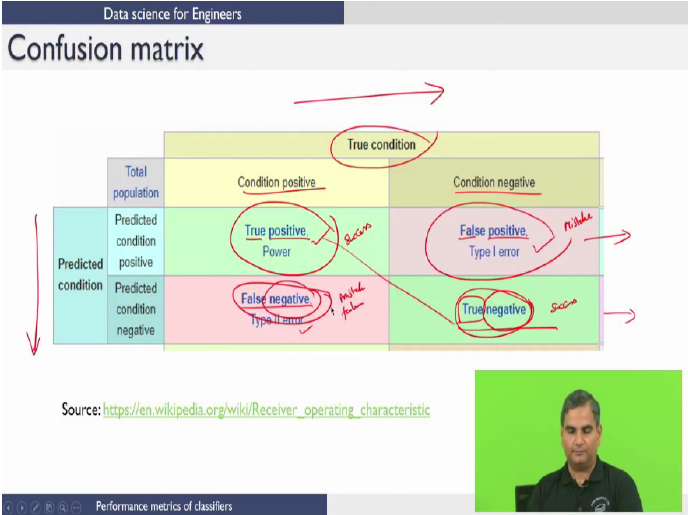 Data science for Engineers
Confusion matrix
True condition
Total
population
Condition positive
Condition negative
Predicted
condition
Predicted
condition
positive
True positive,
Power
success
False positive,
Type I error
Mistake
Predicted
condition
negative
False negative,
Type II error
mistake
True negative
success
Source: https://en.wikipedia.org/wiki/Receiver_operating_characteristic
Performance metrics of classifiers